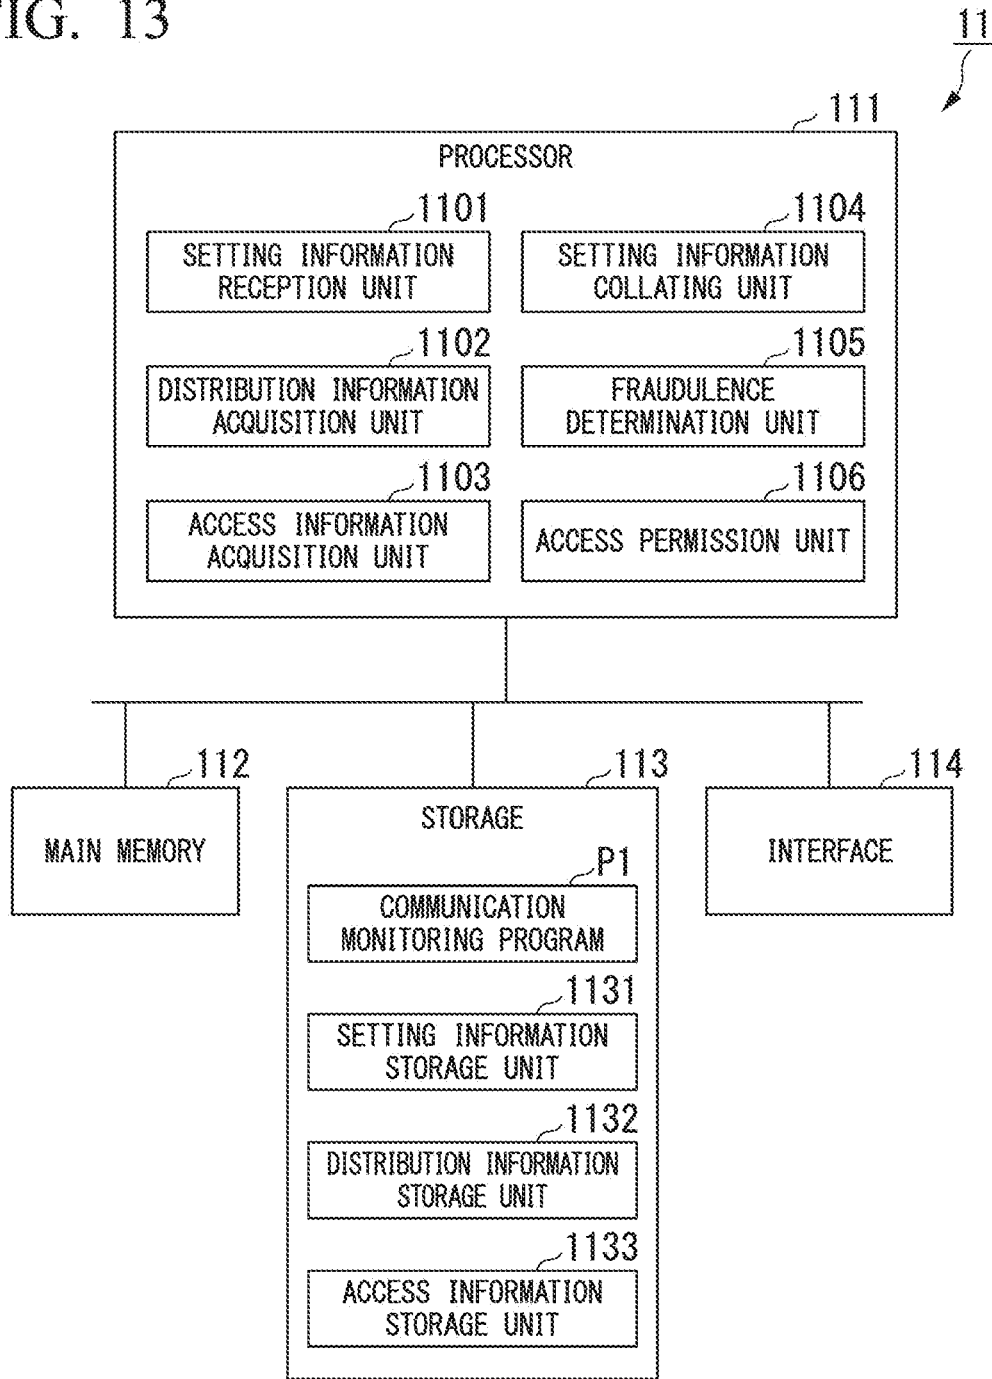 FIG. 13
11
111
PROCESSOR
1101
SETTING INFORMATION
RECEPTION UNIT
1104
SETTING INFORMATION
COLLATING UNIT
1102
DISTRIBUTION INFORMATION
ACQUISITION UNIT
1105
FRAUDULENCE
DETERMINATION UNIT
1103
ACCESS INFORMATION
ACQUISITION UNIT
1106
ACCESS PERMISSION UNIT
112
MAIN MEMORY
113
STORAGE
P1
COMMUNICATION
MONITORING PROGRAM
1131
SETTING INFORMATION
STORAGE UNIT
1132
DISTRIBUTION INFORMATION
STORAGE UNIT
1133
ACCESS INFORMATION
STORAGE UNIT
114
INTERFACE